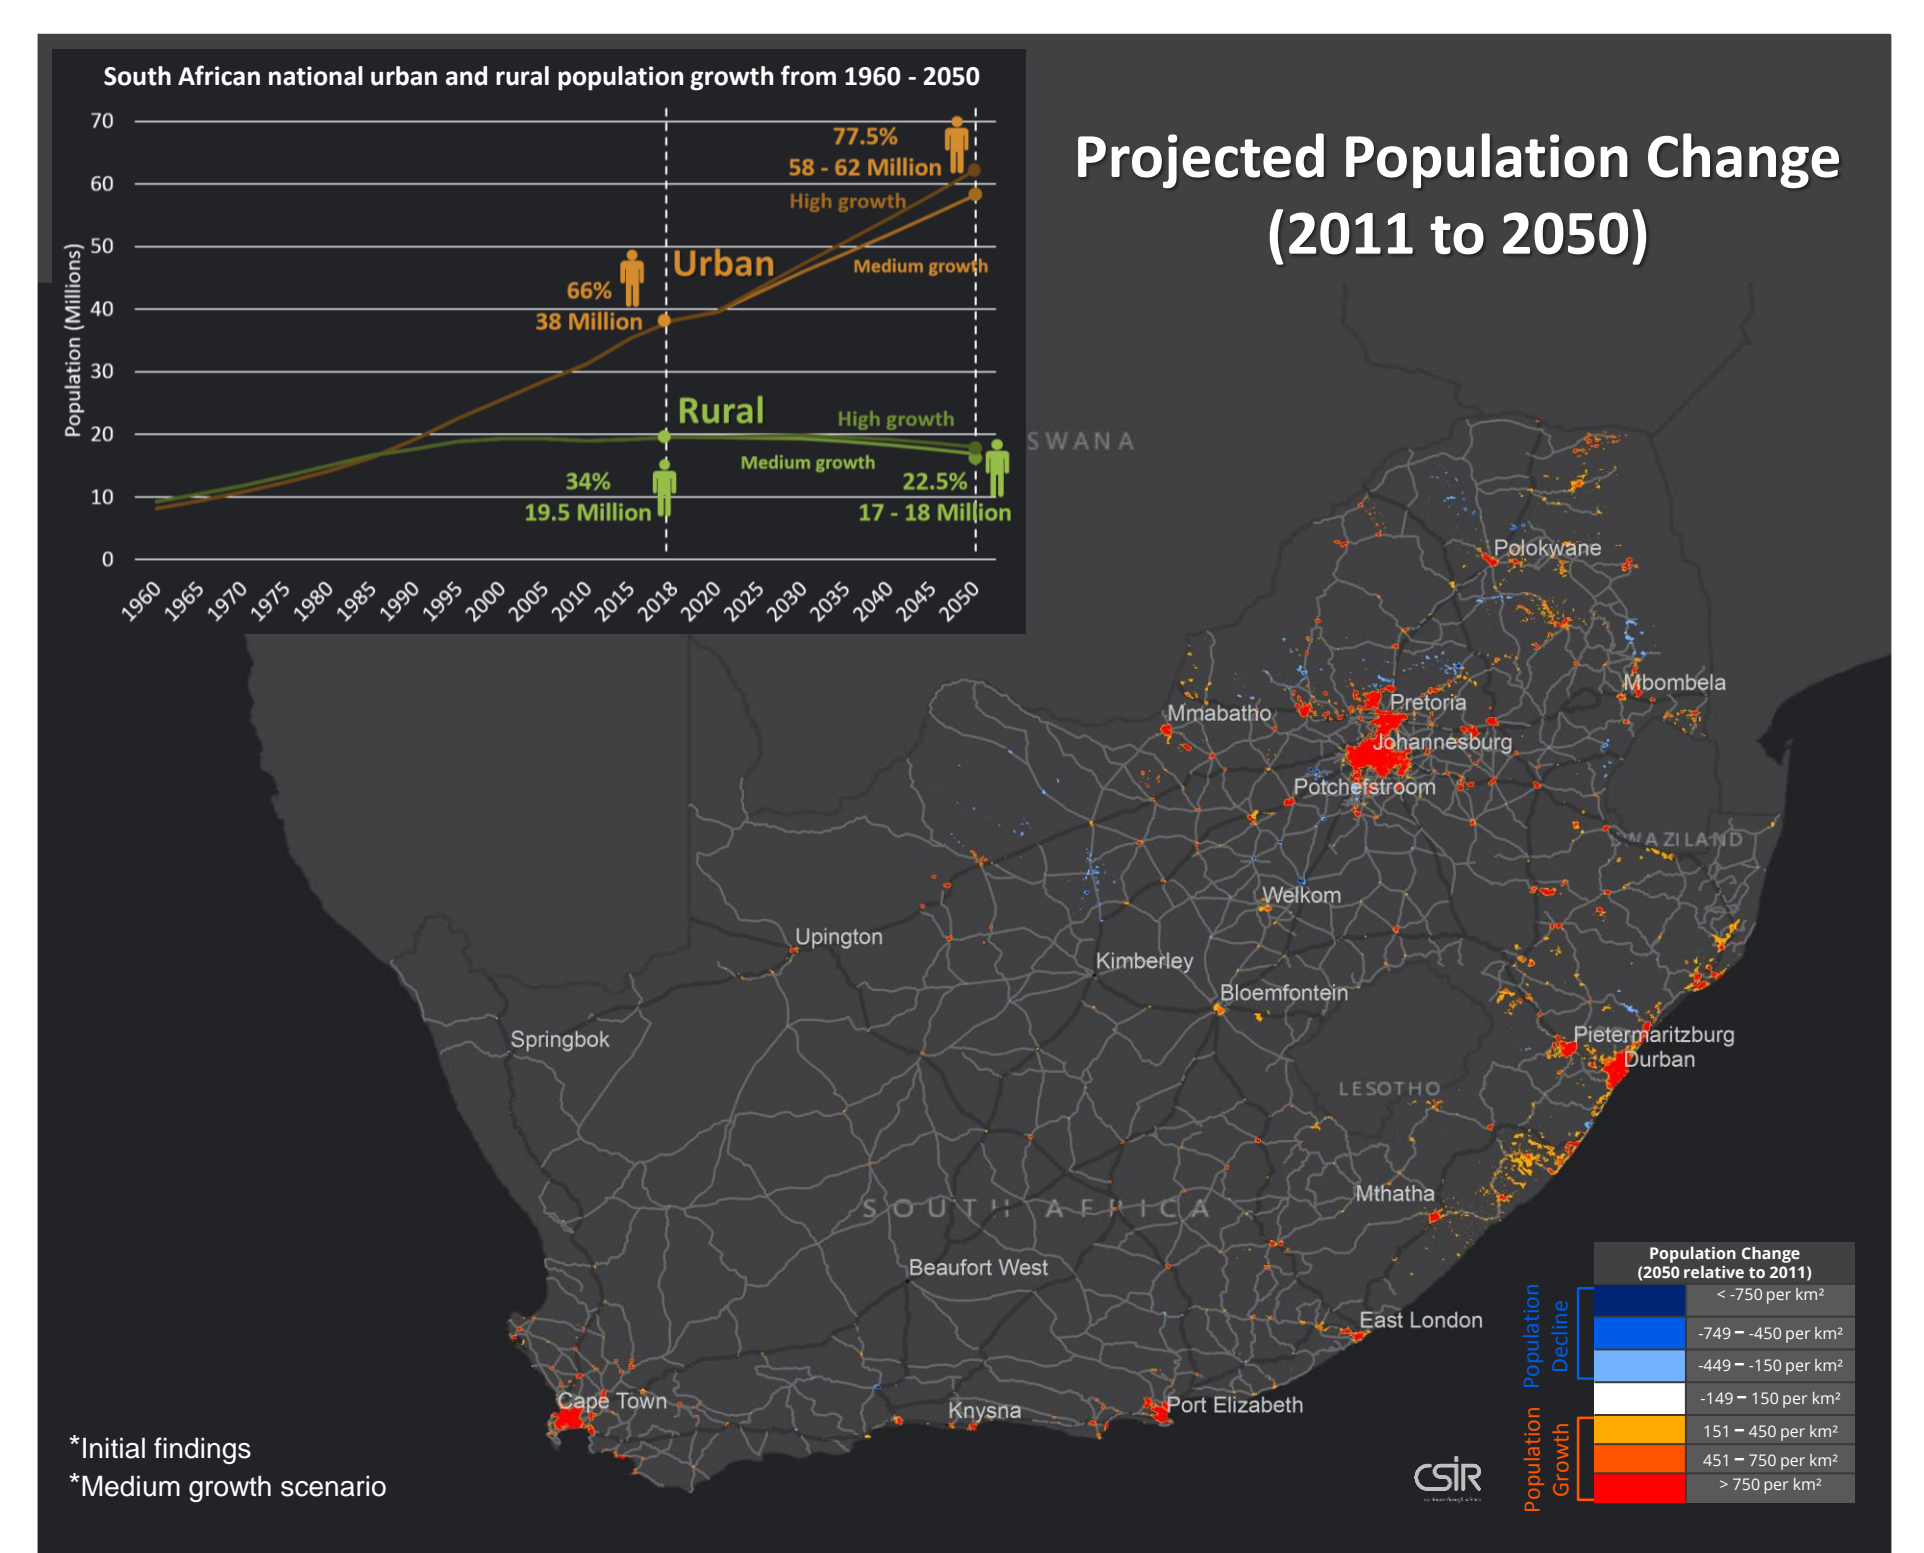 South African national urban and rural population growth from 1960 - 2050
Population (Millions)
70
60
50
40
30
20
10
0
77.5%
58 - 62 Million
High growth
Urban
Medium growth
66%
38 Million
Rural
High growth
Medium growth
34%
19.5 Million
22.5%
17 - 18 Million
1960
1965
1970
1975
1980
1985
1990
1995
2000
2005
2010
2015
2018
2020
2025
2030
2035
2040
2045
2050
Projected Population Change
(2011 to 2050)
SWANA
Polokwane
Mbombela
Pretoria
Mmabatho
Johannesburg
Potchefstroom
SWAZILAND
Welkom
Upington
Kimberley
Bloemfontein
Springbok
Pietermaritzburg
Durban
LESOTHO
Mthatha
SOUTH AFRICA
Beaufort West
East London
Cape Town
Knysna
Port Elizabeth
*Initial findings
*Medium growth scenario
CSIR
Population Change
(2050 relative to 2011)
Population
Decline
< -750 per km²
-749 – -450 per km²
-449 – -150 per km²
-149 – 150 per km²
Population
Growth
151 – 450 per km²
451 – 750 per km²
> 750 per km²